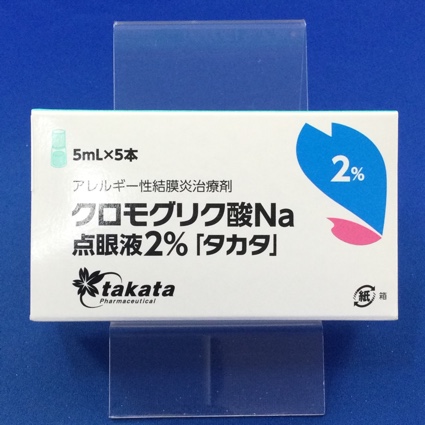 5mL×5本
2%
アレルギー性結膜炎治療剤
クロモグリク酸Na
点眼液2%「タカタ」
takata
Pharmaceutical
紙 箱